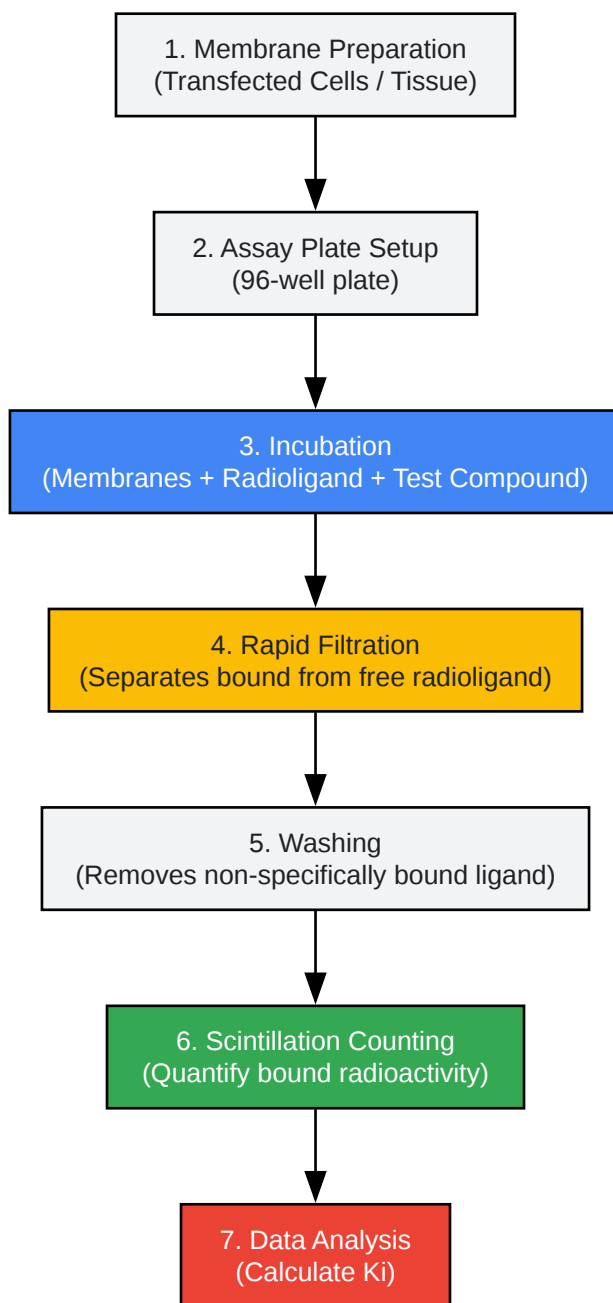 1. Membrane Preparation
(Transfected Cells / Tissue)
2. Assay Plate Setup
(96-well plate)
3. Incubation
(Membranes + Radioligand + Test Compound)
4. Rapid Filtration
(Separates bound from free radioligand)
5. Washing
(Removes non-specifically bound ligand)
6. Scintillation Counting
(Quantify bound radioactivity)
7. Data Analysis
(Calculate Ki)